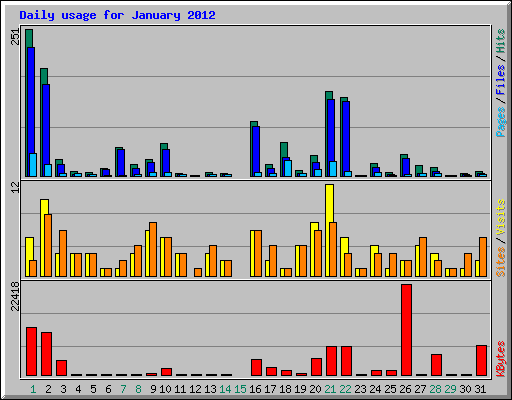 Daily usage for January 2012
251
Pages / Files / Hits
12
Sites / Visits
22418
KBytes
1 2 3 4 5 6 7 8 9 10 11 12 13 14 15 16 17 18 19 20 21 22 23 24 25 26 27 28 29 30 31